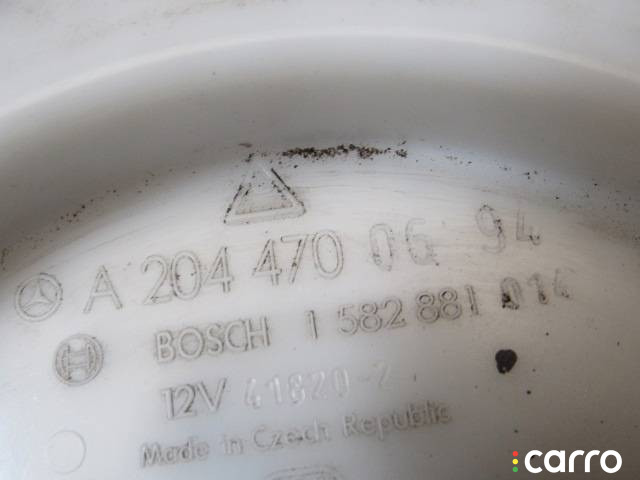 A 204 470 06 94
BOSCH 1 582 881 014
12V 41820-2
Made in Czech Republic
carro